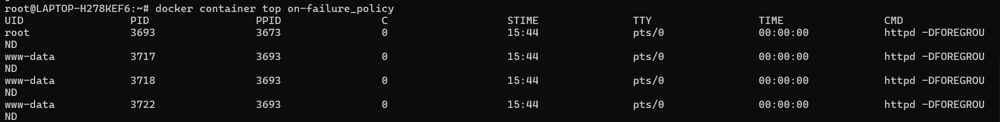 root@LAPTOP-H278KEF6:~# docker container top on-failure_policy
UID                 PID                 PPID                C                   STIME               TTY                 TIME                CMD
root                3693                3673                0                   15:44               pts/0               00:00:00            httpd -DFOREGROU
ND
www-data            3717                3693                0                   15:44               pts/0               00:00:00            httpd -DFOREGROU
ND
www-data            3718                3693                0                   15:44               pts/0               00:00:00            httpd -DFOREGROU
ND
www-data            3722                3693                0                   15:44               pts/0               00:00:00            httpd -DFOREGROU
ND